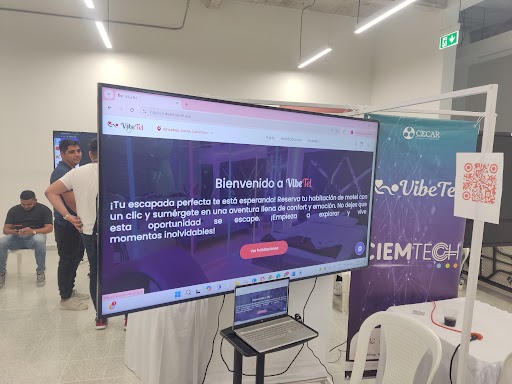 VibeTel
Bienvenido a VibeTel
¡Tu escapada perfecta te está esperando! Reserva tu habitación de motel con
un clic y sumérgete en una aventura llena de confort y emoción. No dejes que
esta oportunidad se escape. ¡Empieza a explorar y vive
momentos inolvidables!
Ver habitaciones
CECAR
VibeTel
CIEMTECH